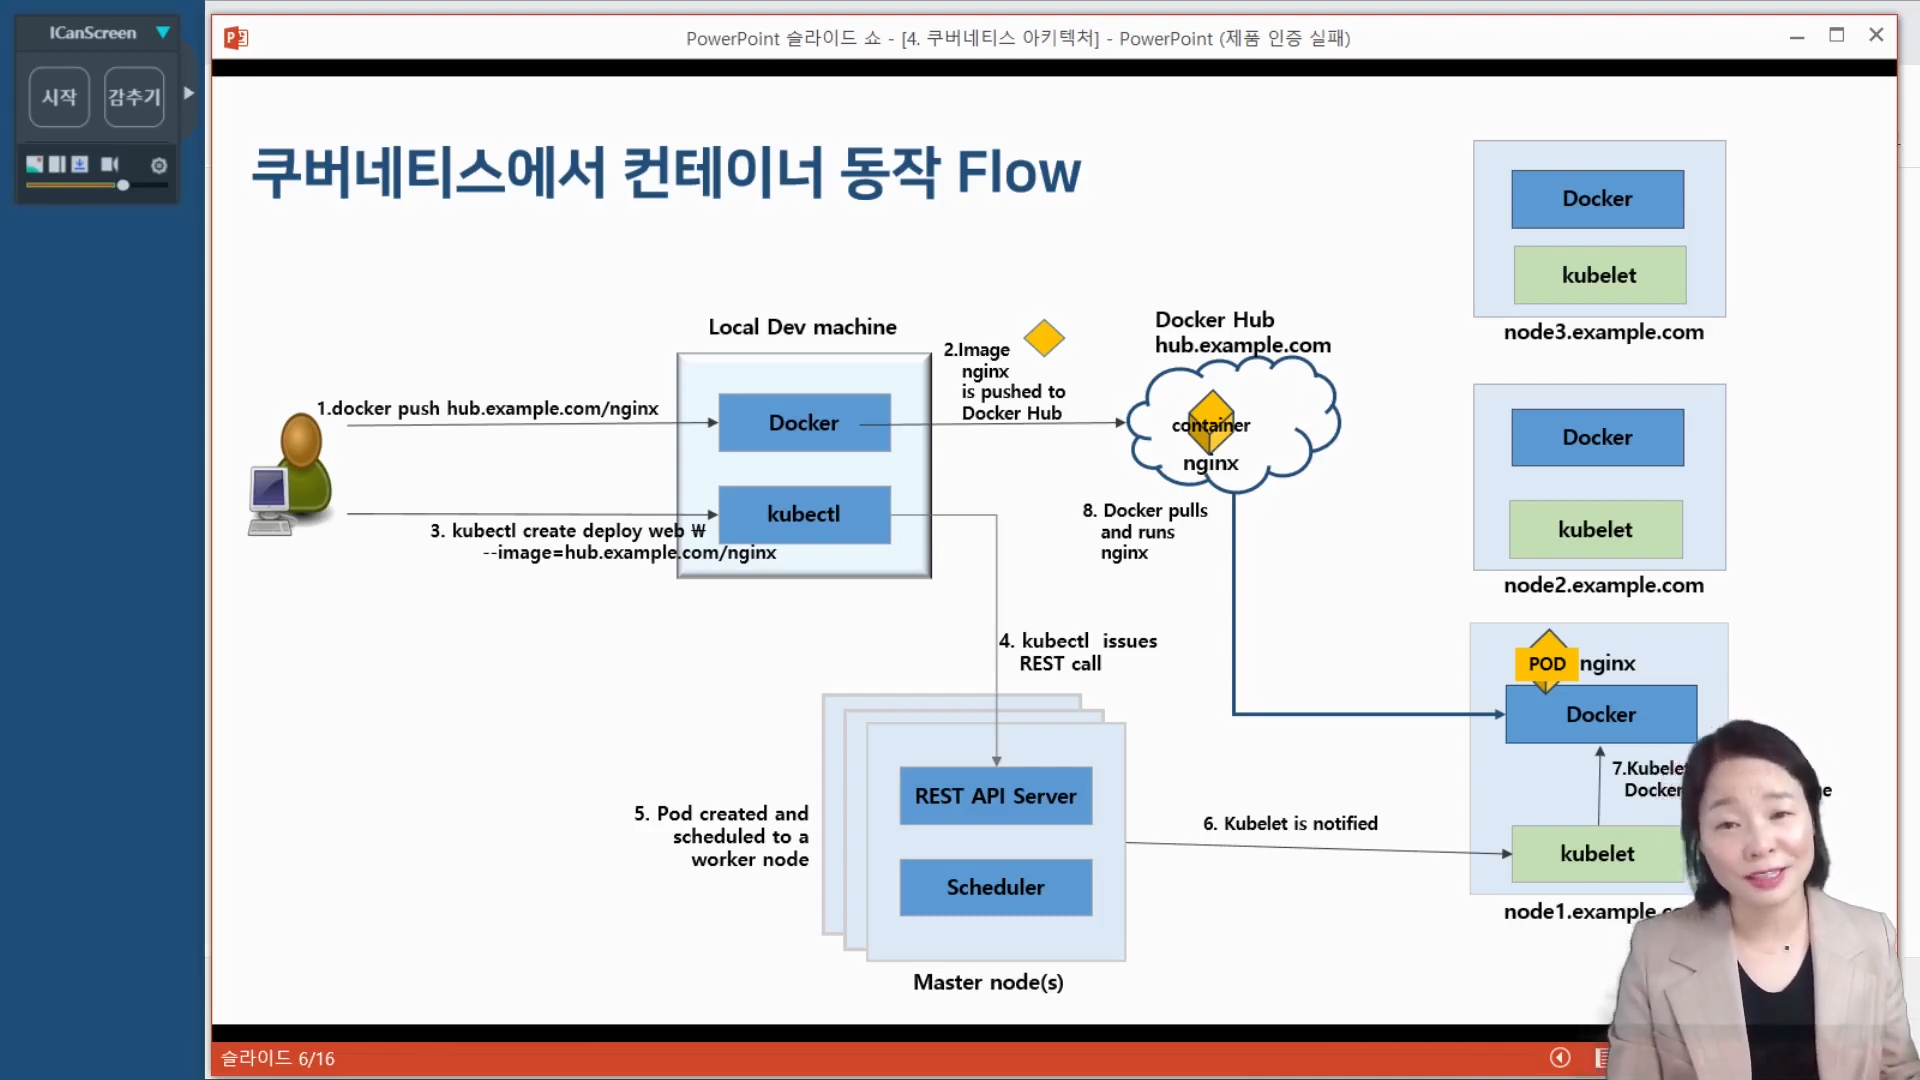 ICanScreen
시작
감추기
PowerPoint 슬라이드 쇼 - [4. 쿠버네티스 아키텍처] - PowerPoint (제품 인증 실패)
쿠버네티스에서 컨테이너 동작 Flow
Local Dev machine
1.docker push hub.example.com/nginx
Docker
kubectl
3. kubectl create deploy web ₩
--image=hub.example.com/nginx
2.Image
nginx
is pushed to
Docker Hub
Docker Hub
hub.example.com
container
nginx
8. Docker pulls
and runs
nginx
4. kubectl issues
REST call
5. Pod created and
scheduled to a
worker node
REST API Server
Scheduler
Master node(s)
6. Kubelet is notified
Docker
kubelet
node3.example.com
Docker
kubelet
node2.example.com
POD
nginx
Docker
7.Kubele
Docker
kubelet
node1.example.
슬라이드 6/16